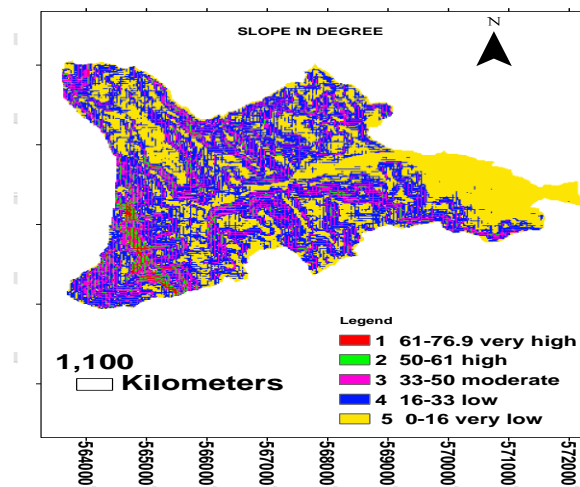 SLOPE IN DEGREE
N
Legend
1 61-76.9 very high
2 50-61 high
3 33-50 moderate
4 16-33 low
5 0-16 very low
1,100
Kilometers
564000
565000
566000
567000
568000
569000
570000
571000
572000